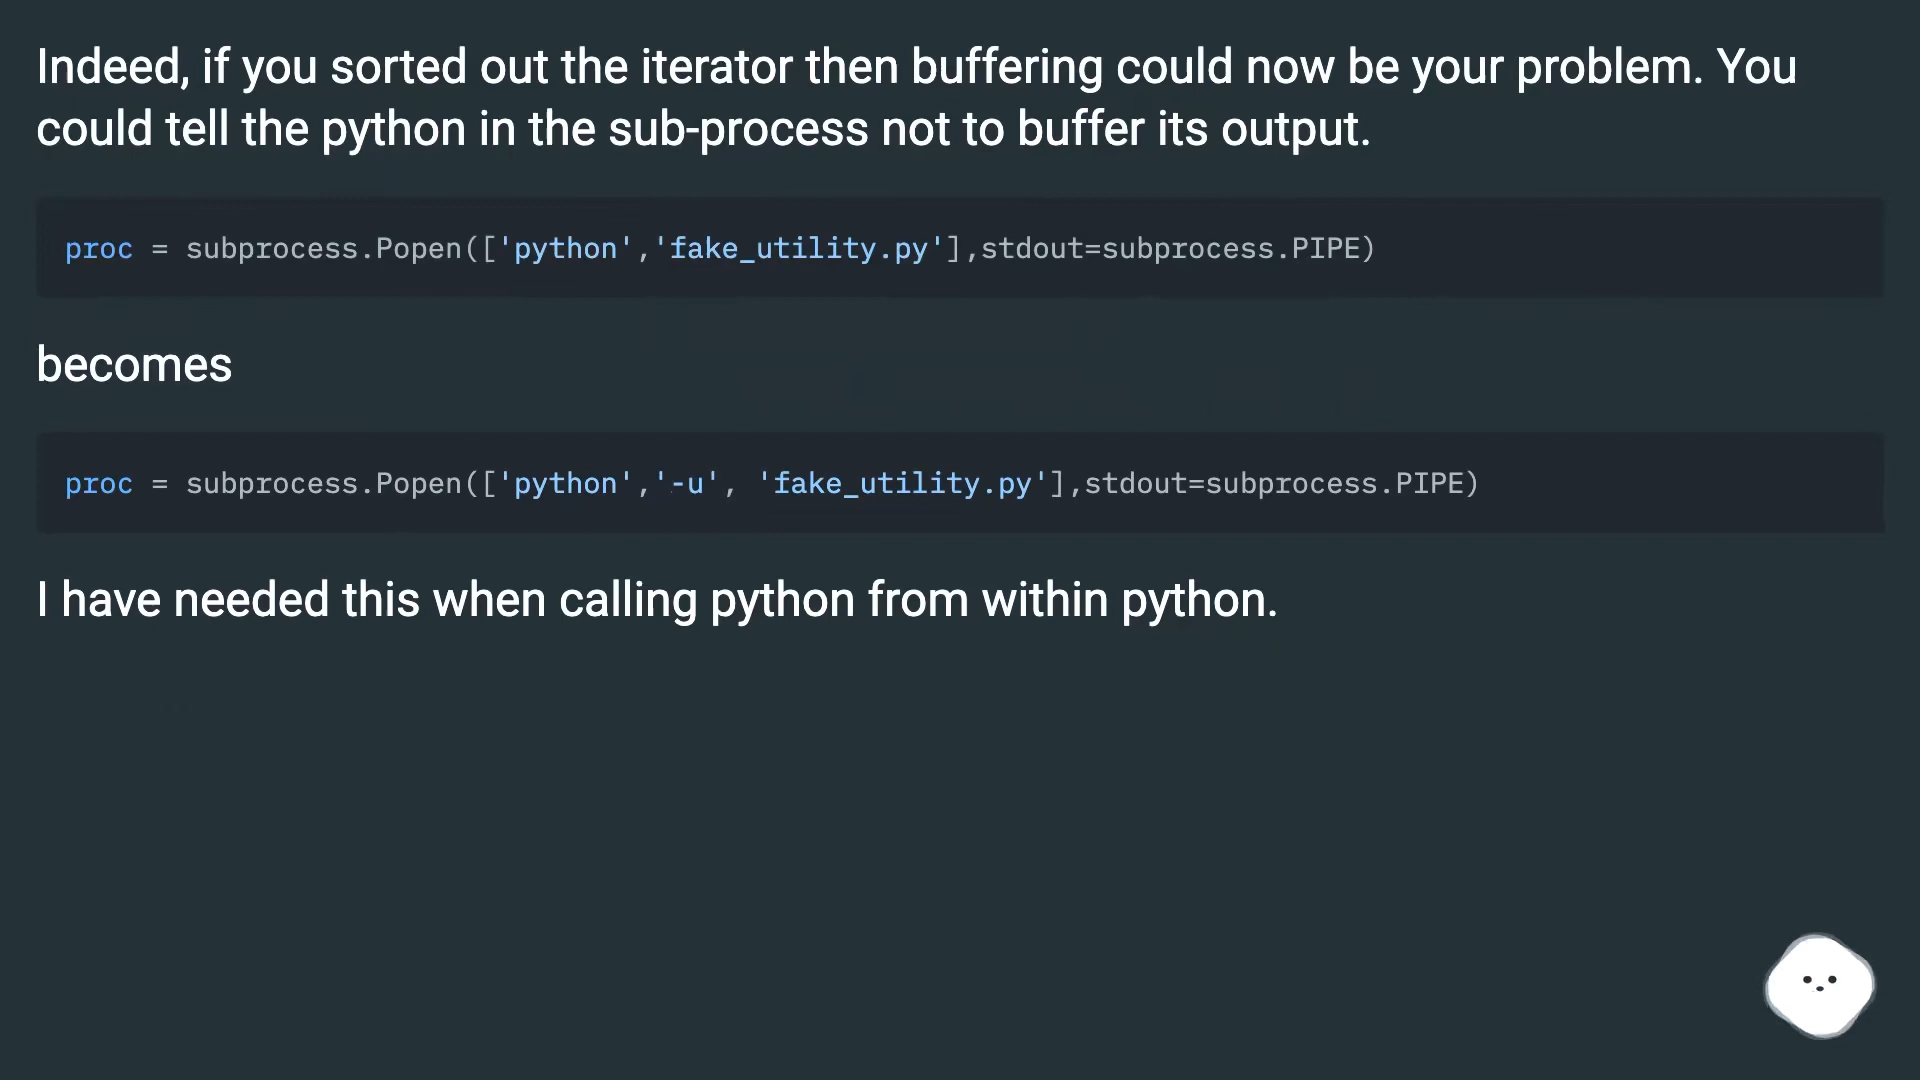 Indeed, if you sorted out the iterator then buffering could now be your problem. You
could tell the python in the sub-process not to buffer its output.
proc = subprocess.Popen(['python','fake_utility.py'],stdout=subprocess.PIPE)
becomes
proc = subprocess.Popen(['python','-u', 'fake_utility.py'],stdout=subprocess.PIPE)
I have needed this when calling python from within python.